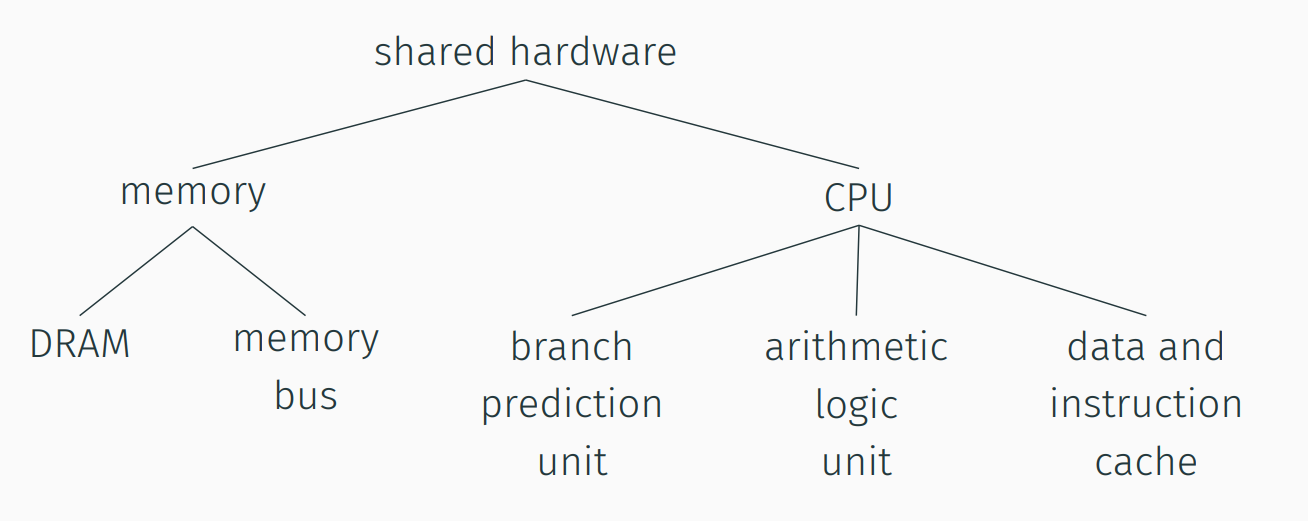 shared hardware
memory
CPU
DRAM
memory
bus
branch
prediction
unit
arithmetic
logic
unit
data and
instruction
cache